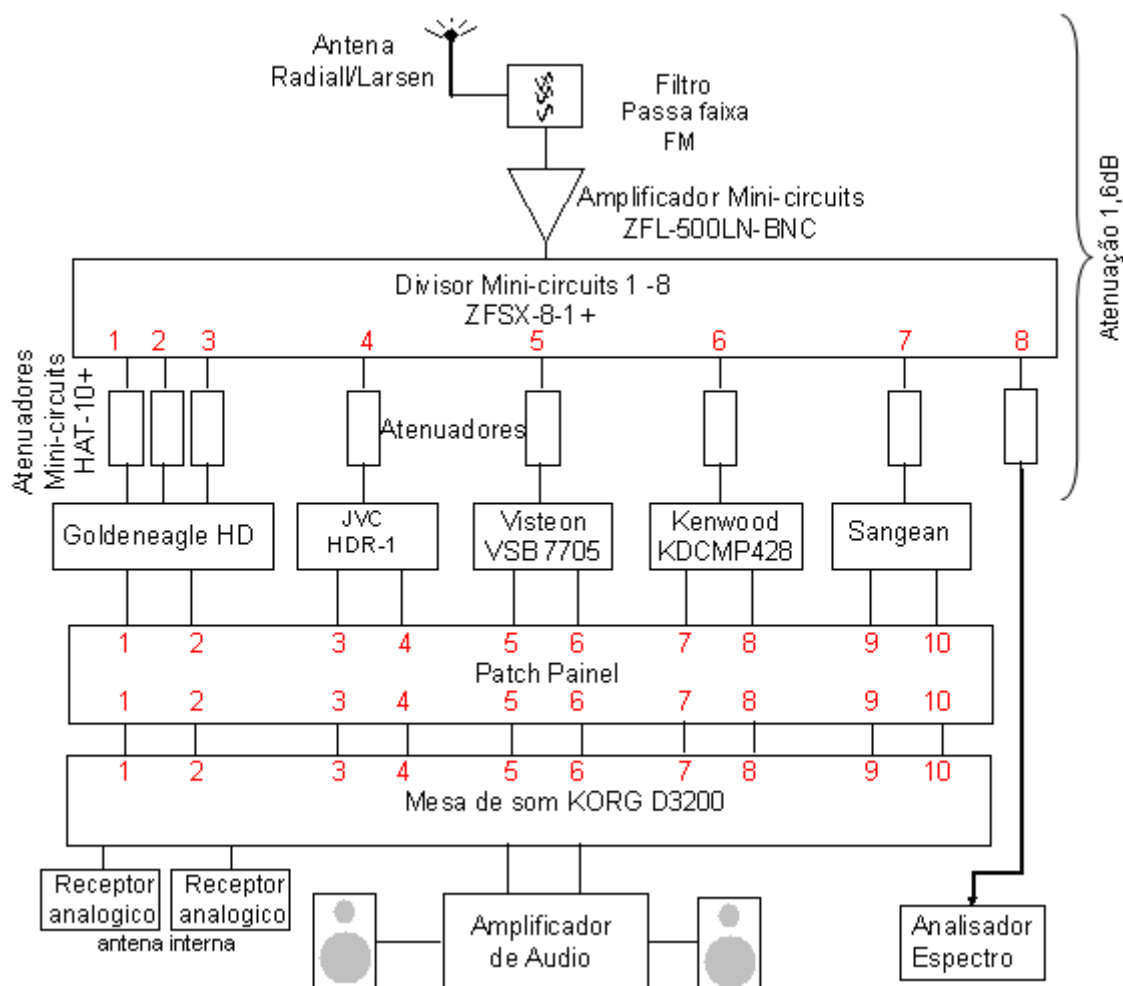 Antena
Radiall/Larsen
Filtro
Passa faixa
FM
Amplificador Mini-circuits
ZFL-500LN-BNC
Atenuação 1,6dB
Divisor Mini-circuits 1 -8
ZFSX-8-1+
1 2 3 4 5 6 7 8
Atenuadores
Mini-circuits
HAT-10+
Atenuadores
Goldeneagle HD
JVC
HDR-1
Visteon
VSB 7705
Kenwood
KDCMP428
Sangean
1 2 3 4 5 6 7 8 9 10
Patch Painel
1 2 3 4 5 6 7 8 9 10
1 2 3 4 5 6 7 8 9 10
Mesa de som KORG D3200
Receptor
analogico
Receptor
analogico
antena interna
Amplificador
de Audio
Analisador
Espectro